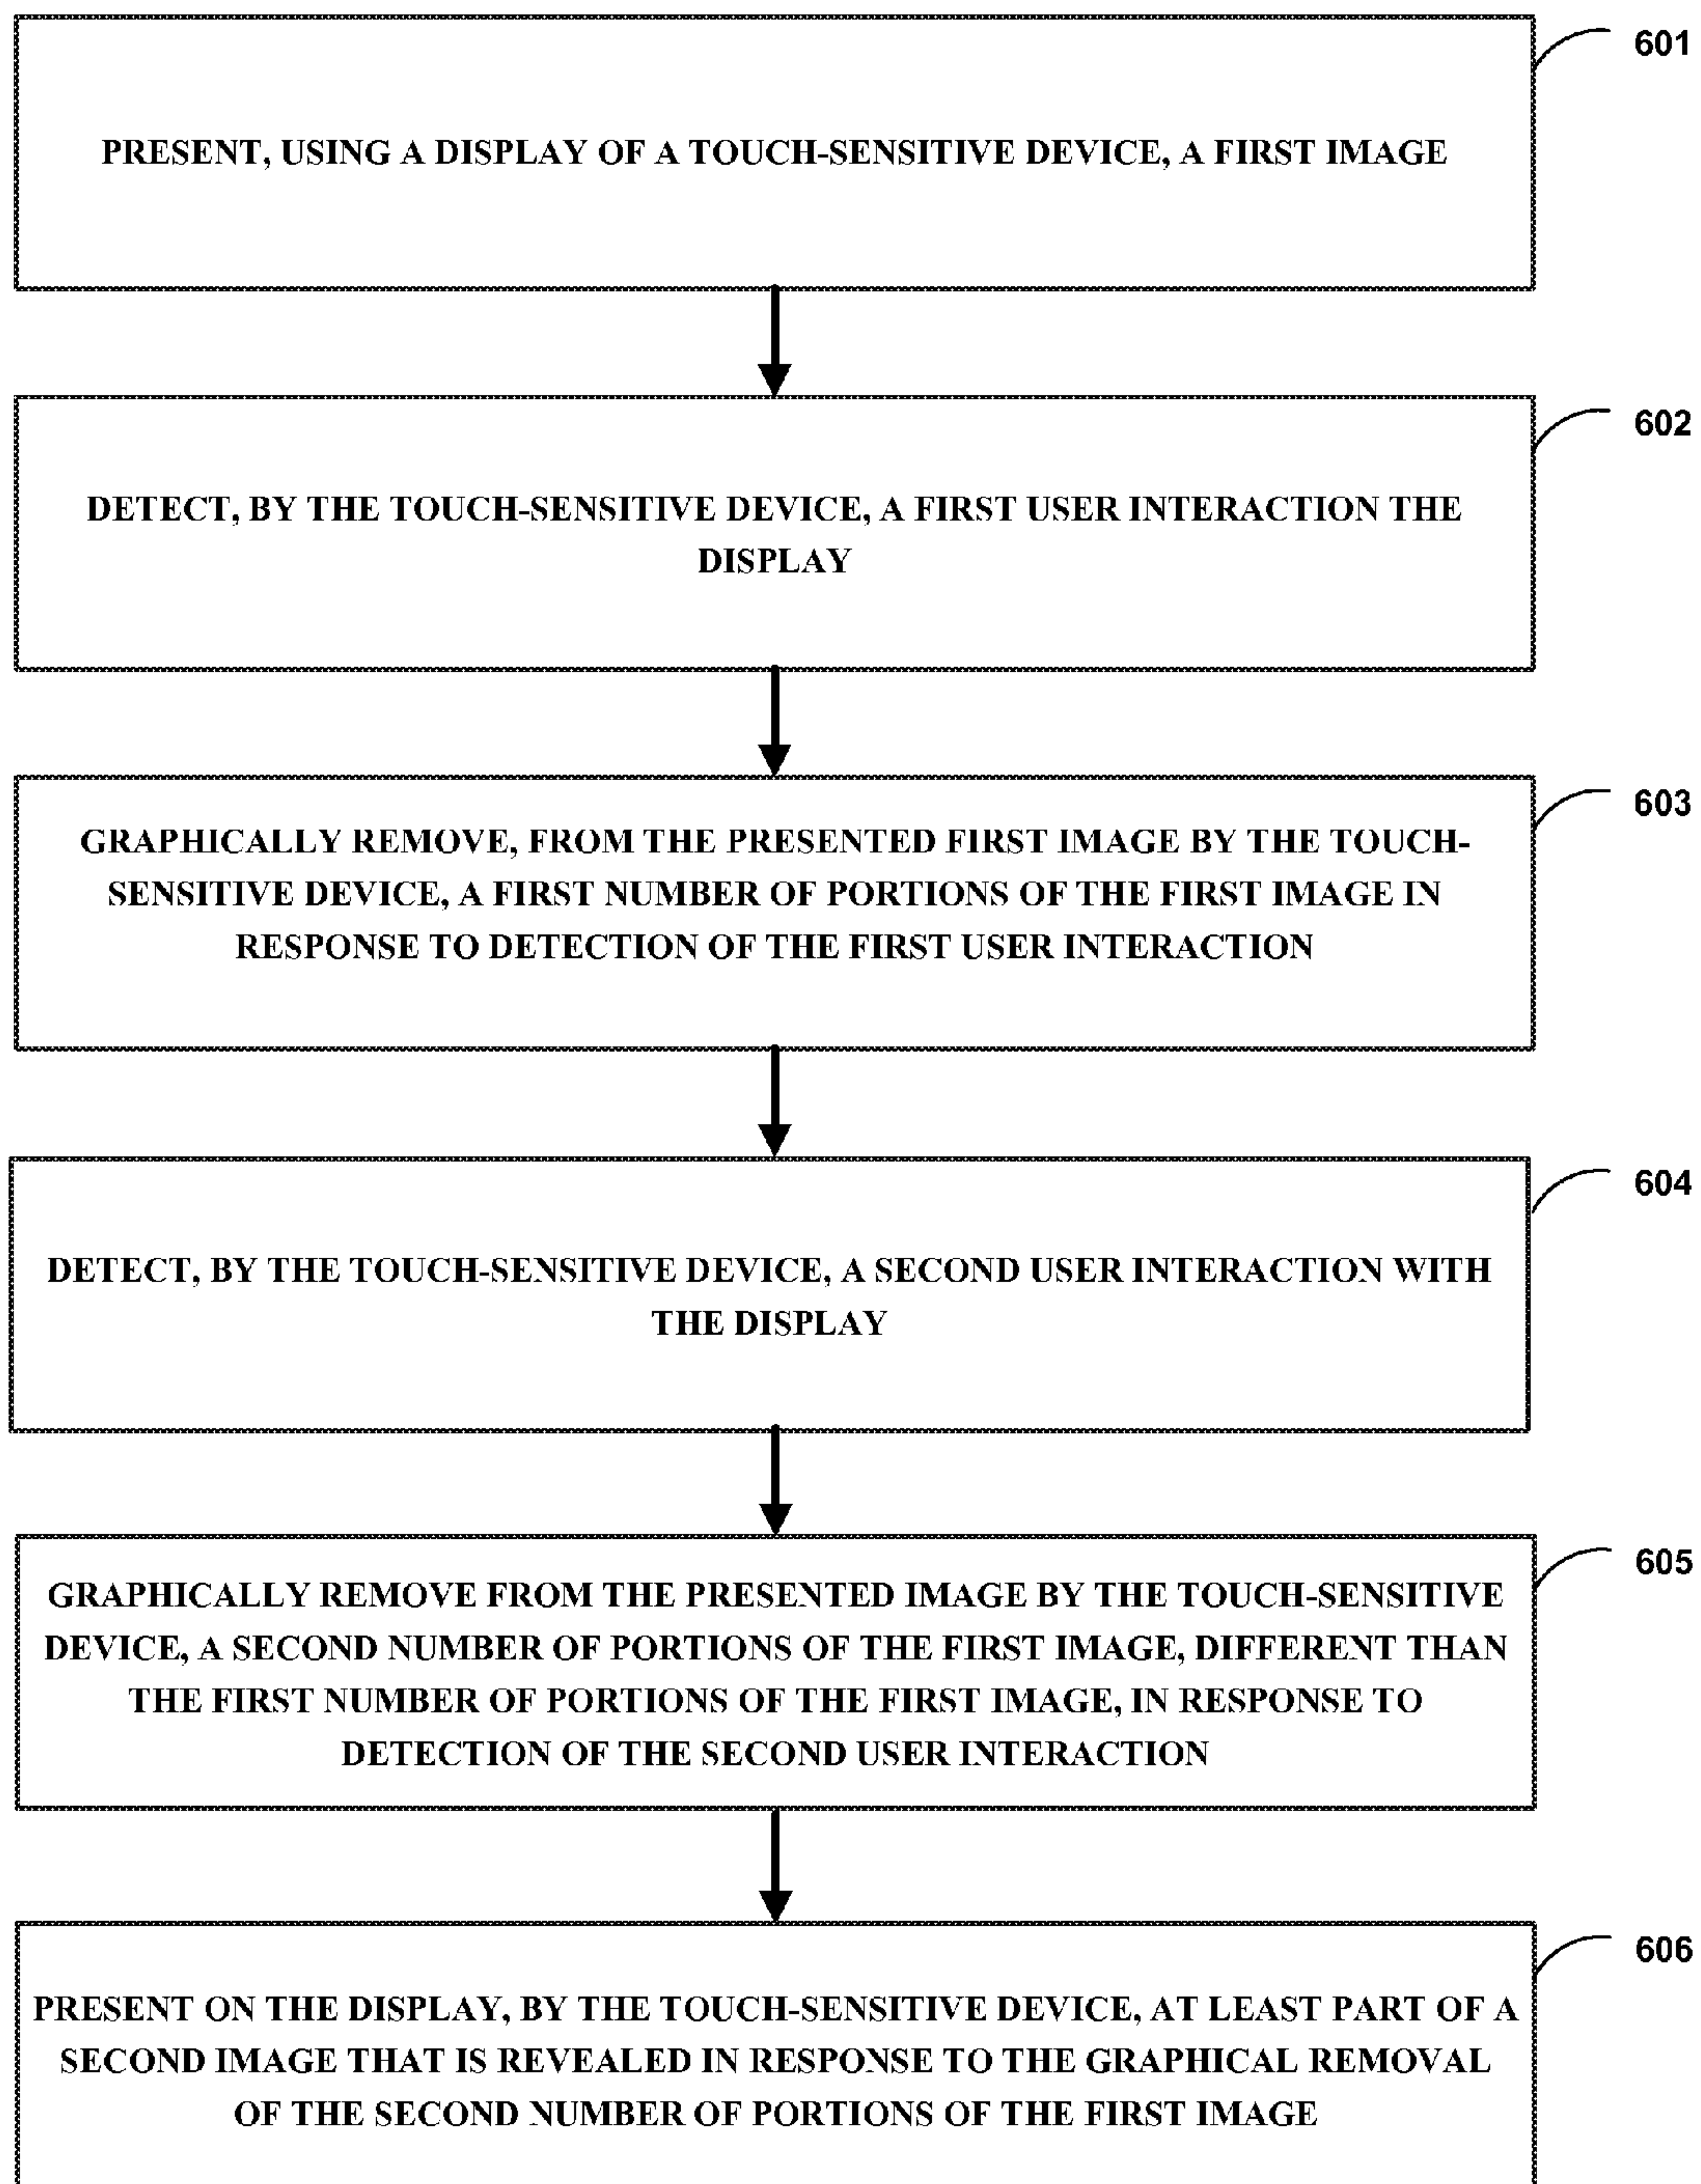 601
PRESENT, USING A DISPLAY OF A TOUCH-SENSITIVE DEVICE, A FIRST IMAGE
602
DETECT, BY THE TOUCH-SENSITIVE DEVICE, A FIRST USER INTERACTION THE
DISPLAY
603
GRAPHICALLY REMOVE, FROM THE PRESENTED FIRST IMAGE BY THE TOUCH-
SENSITIVE DEVICE, A FIRST NUMBER OF PORTIONS OF THE FIRST IMAGE IN
RESPONSE TO DETECTION OF THE FIRST USER INTERACTION
604
DETECT, BY THE TOUCH-SENSITIVE DEVICE, A SECOND USER INTERACTION WITH
THE DISPLAY
605
GRAPHICALLY REMOVE FROM THE PRESENTED IMAGE BY THE TOUCH-SENSITIVE
DEVICE, A SECOND NUMBER OF PORTIONS OF THE FIRST IMAGE, DIFFERENT THAN
THE FIRST NUMBER OF PORTIONS OF THE FIRST IMAGE, IN RESPONSE TO
DETECTION OF THE SECOND USER INTERACTION
606
PRESENT ON THE DISPLAY, BY THE TOUCH-SENSITIVE DEVICE, AT LEAST PART OF A
SECOND IMAGE THAT IS REVEALED IN RESPONSE TO THE GRAPHICAL REMOVAL
OF THE SECOND NUMBER OF PORTIONS OF THE FIRST IMAGE